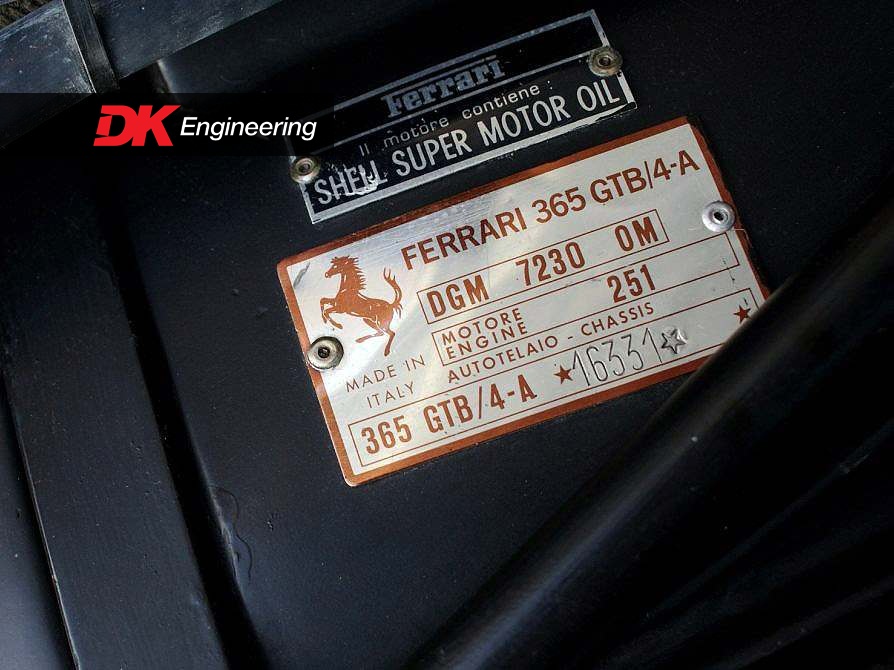 DK Engineering
Ferrari
Il motore contiene
SHELL SUPER MOTOR OIL
FERRARI 365 GTB/4-A
DGM 7230 OM
MOTORE
ENGINE
251
AUTOTELAIO - CHASSIS
MADE IN
ITALY
365 GTB/4-A ★16331☆ ★